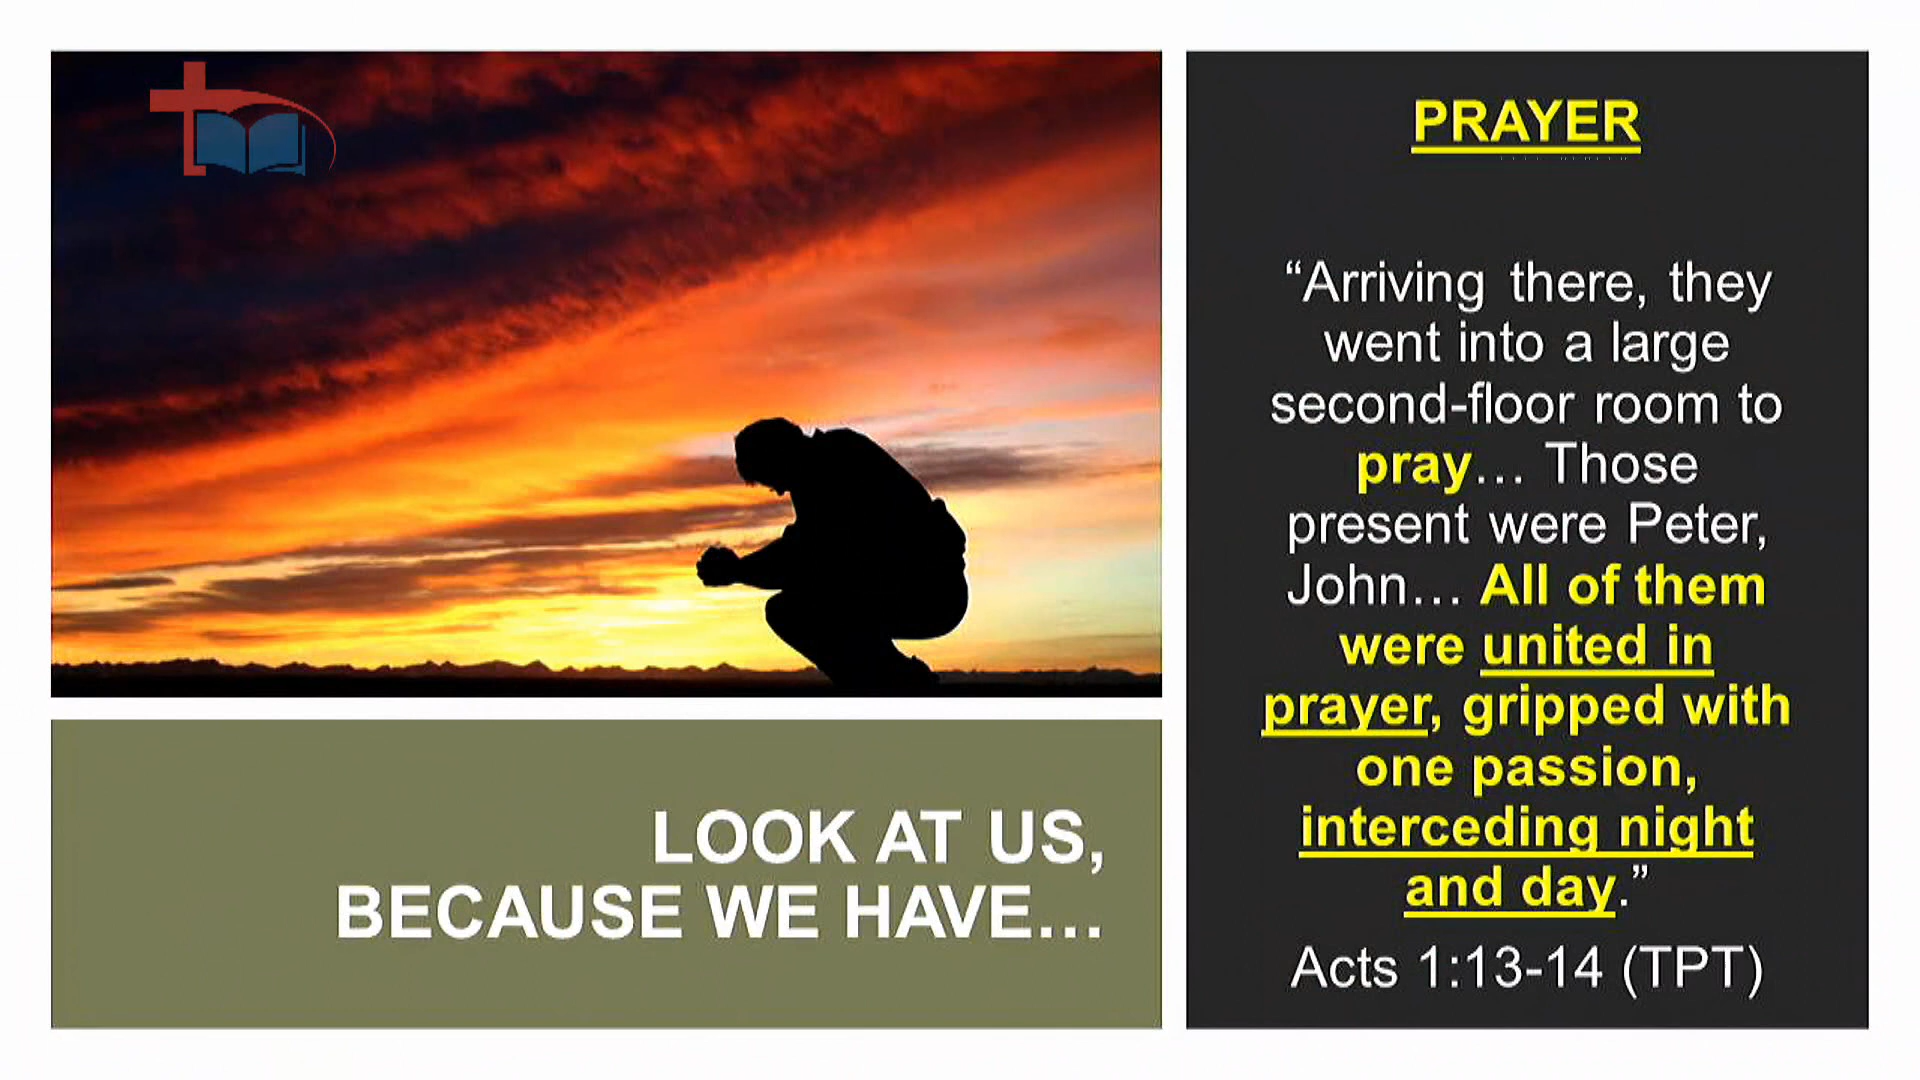 PRAYER
“Arriving there, they
went into a large
second-floor room to
pray… Those
present were Peter,
John… All of them
were united in
prayer, gripped with
one passion,
interceding night
and day.”
Acts 1:13-14 (TPT)
LOOK AT US,
BECAUSE WE HAVE…